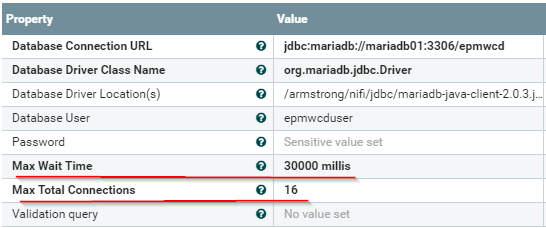 Property Value
Database Connection URL ? jdbc:mariadb://mariadb01:3306/epmwcd
Database Driver Class Name ? org.mariadb.jdbc.Driver
Database Driver Location(s) ? /armstrong/nifi/jdbc/mariadb-java-client-2.0.3.j...
Database User ? epmwcduser
Password ? Sensitive value set
Max Wait Time ? 30000 millis
Max Total Connections ? 16
Validation query ? No value set